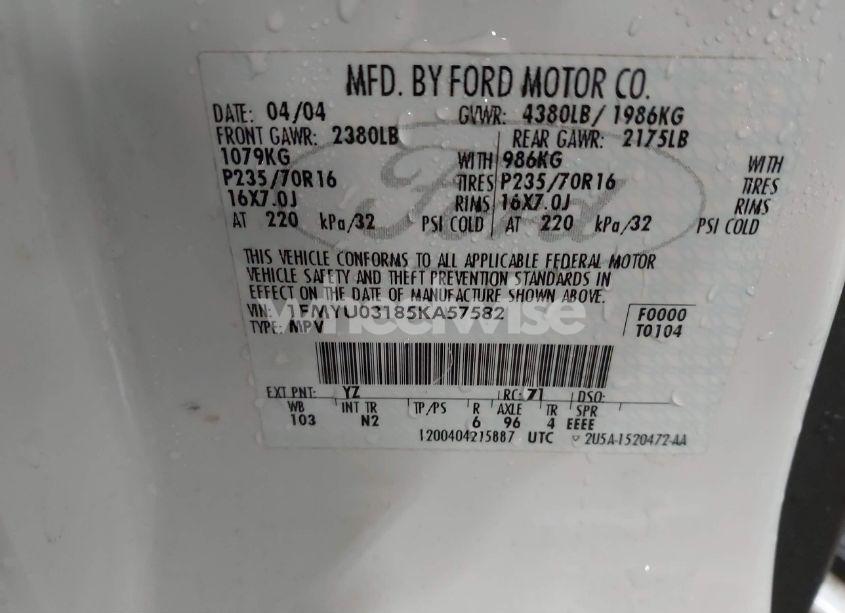 MFD. BY FORD MOTOR CO.
DATE: 04/04 GVWR: 4380LB/ 1986KG
FRONT GAWR: 2380LB REAR GAWR: 2175LB
1079KG WITH 986KG WITH
P235/70R16 TIRES P235/70R16 TIRES
16X7.0J RIMS 16X7.0J RIMS
AT 220 kPa/32 PSI COLD AT 220 kPa/32 PSI COLD
Ford
THIS VEHICLE CONFORMS TO ALL APPLICABLE FEDERAL MOTOR
VEHICLE SAFETY AND THEFT PREVENTION STANDARDS IN
EFFECT ON THE DATE OF MANUFACTURE SHOWN ABOVE.
VIN: 1FMYU03185KA57582 F0000
Wheelwise
TYPE: MPV T0104
EXT PNT: YZ RC: 71 DSO:
WB INT TR TP/PS R AXLE TR SPR
103 N2 6 96 4 EEEE
1200404215887 UTC 2U5A-1520472-AA